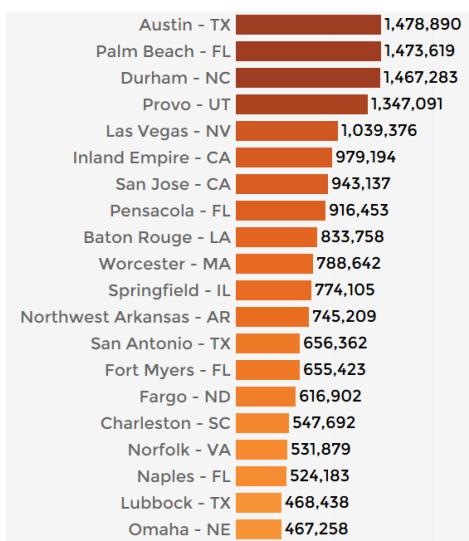 Austin - TX 1,478,890
Palm Beach - FL 1,473,619
Durham - NC 1,467,283
Provo - UT 1,347,091
Las Vegas - NV 1,039,376
Inland Empire - CA 979,194
San Jose - CA 943,137
Pensacola - FL 916,453
Baton Rouge - LA 833,758
Worcester - MA 788,642
Springfield - IL 774,105
Northwest Arkansas - AR 745,209
San Antonio - TX 656,362
Fort Myers - FL 655,423
Fargo - ND 616,902
Charleston - SC 547,692
Norfolk - VA 531,879
Naples - FL 524,183
Lubbock - TX 468,438
Omaha - NE 467,258